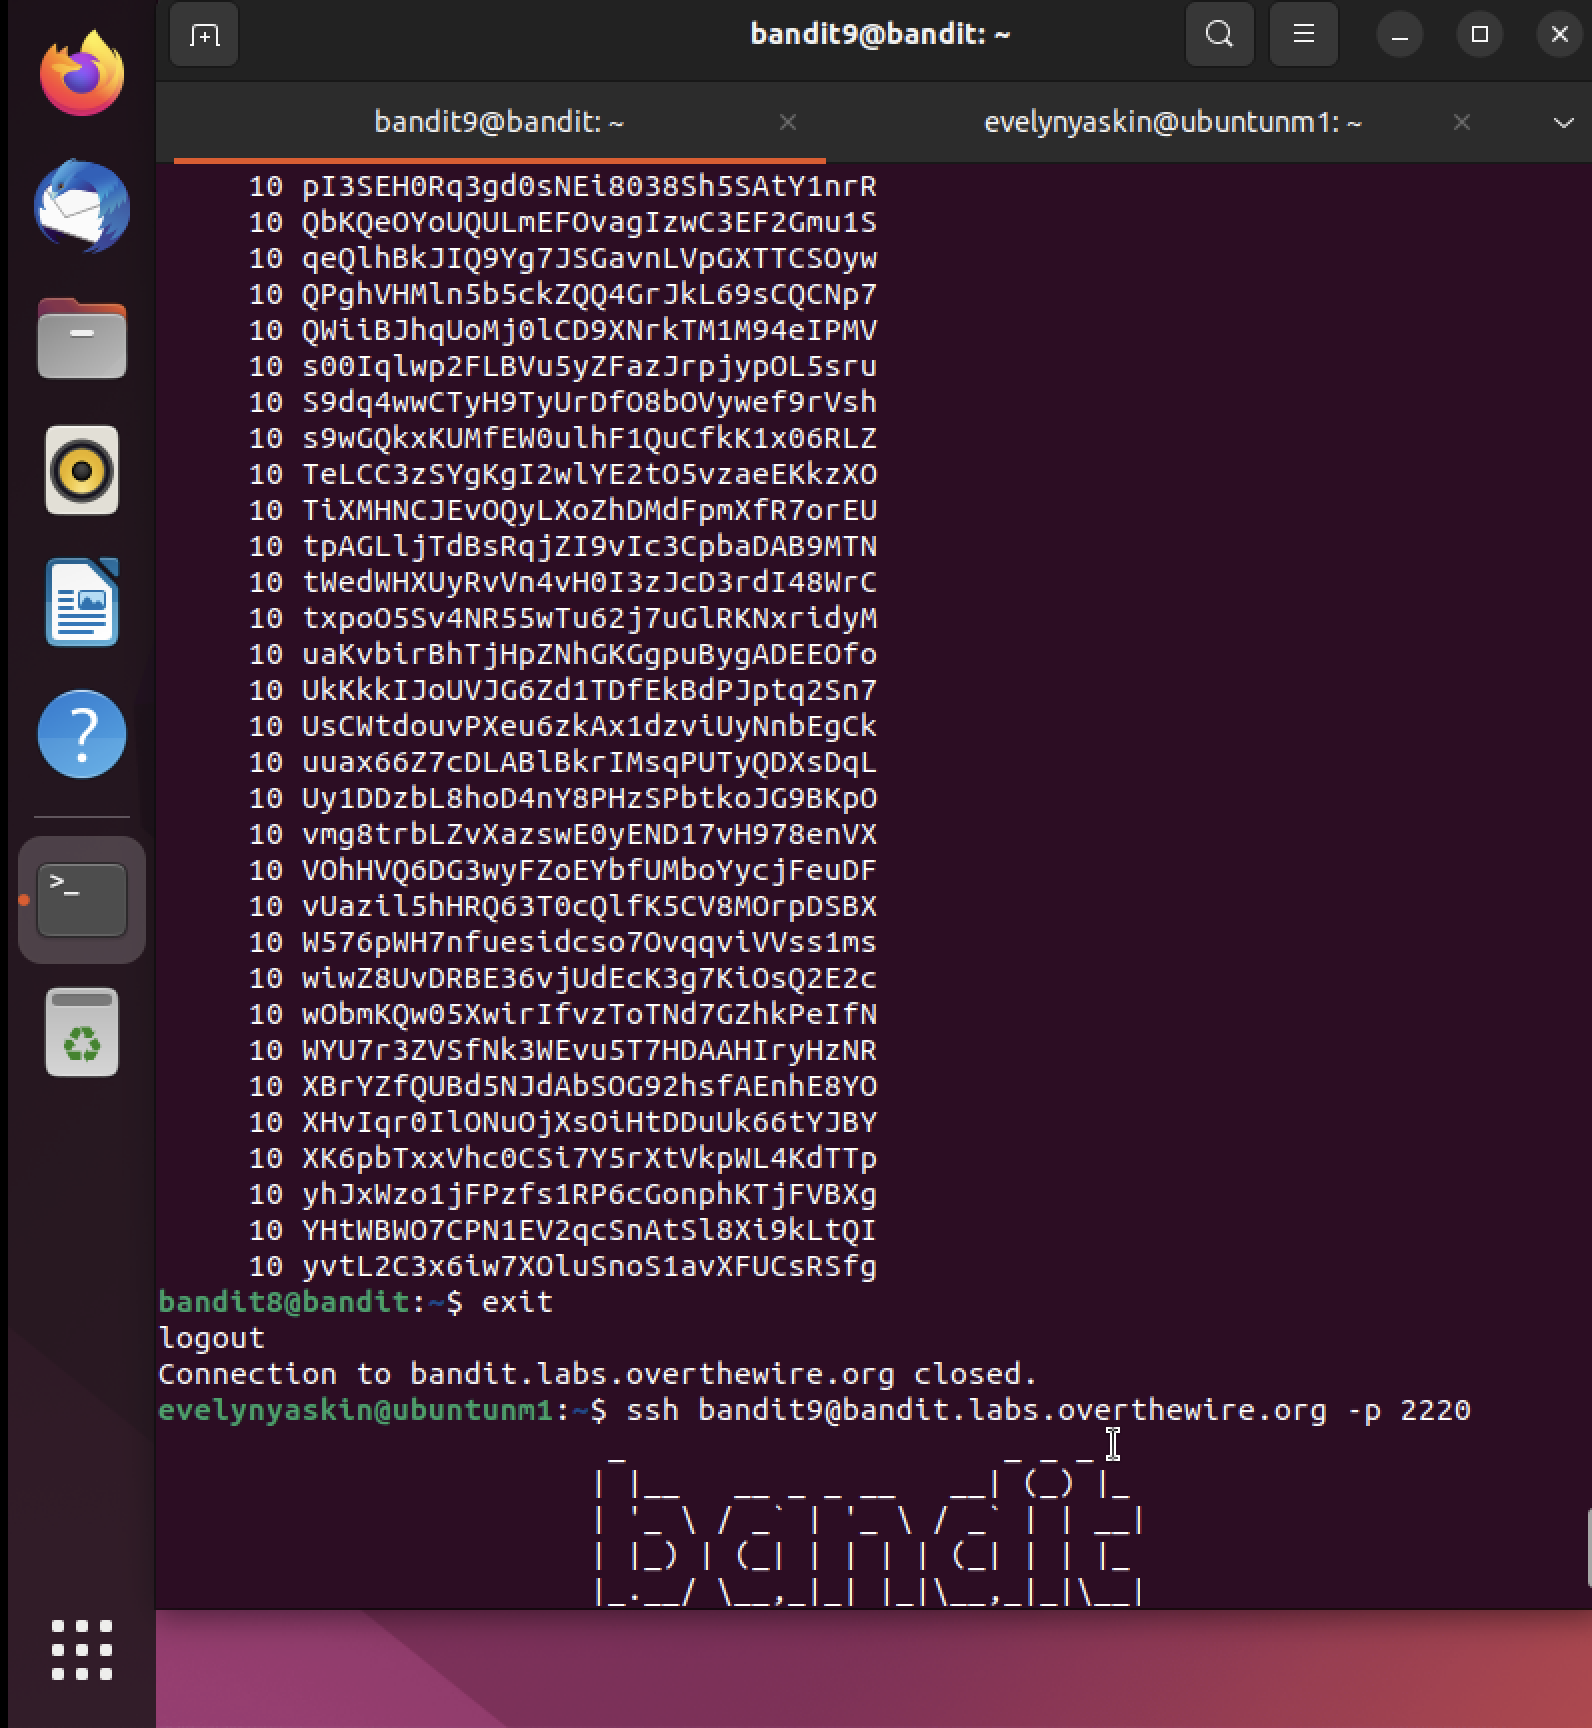 bandit9@bandit: ~
bandit9@bandit: ~
evelynyaskin@ubuntunm1: ~
10 pI3SEH0Rq3gd0sNEi8038Sh5SAtY1nrR
10 QbKQeOYoUQULmEFOvagIzwC3EF2Gmu1S
10 qeQlhBkJIQ9Yg7JSGavnLVpGXTTCSOyw
10 QPghVHMln5b5ckZQQ4GrJkL69sCQCNp7
10 QWiiBJhqUoMj0lCD9XNrkTM1M94eIPMV
10 s00Iqlwp2FLBVu5yZFazJrpjypOL5sru
10 S9dq4wwCTyH9TyUrDfO8bOVywef9rVsh
10 s9wGQkxKUMfEW0ulhF1QuCfkK1x06RLZ
10 TeLCC3zSYgKgI2wlYE2tO5vzaeEKkzXO
10 TiXMHNCJEvOQyLXoZhDMdFpmXfR7orEU
10 tpAGLljTdBsRqjZI9vIc3CpbaDAB9MTN
10 tWedWHXUyRvVn4vH0I3zJcD3rdI48WrC
10 txpoO5Sv4NR55wTu62j7uGlRKNxridyM
10 uaKvbirBhTjHpZNhGKGgpuBygADEEOfo
10 UkKkkIJoUVJG6Zd1TDfEkBdPJptq2Sn7
10 UsCWtdouvPXeu6zkAx1dzviUyNnbEgCk
10 uuax66Z7cDLABlBkrIMsqPUTyQDXsDqL
10 Uy1DDzbL8hoD4nY8PHzSPbtkoJG9BKpO
10 vmg8trbLZvXazswE0yEND17vH978enVX
10 VOhHVQ6DG3wyFZoEYbfUMboYycjFeuDF
10 vUazil5hHRQ63T0cQlfK5CV8MOrpDSBX
10 W576pWH7nfuesidcso7OvqqviVVss1ms
10 wiwZ8UvDRBE36vjUdEcK3g7KiOsQ2E2c
10 wObmKQw05XwirIfvzToTNd7GZhkPeIfN
10 WYU7r3ZVSfNk3WEvu5T7HDAAHIryHzNR
10 XBrYZfQUBd5NJdAbSOG92hsfAEnhE8YO
10 XHvIqr0IlONuOjXsOiHtDDuUk66tYJBY
10 XK6pbTxxVhc0CSi7Y5rXtVkpWL4KdTTp
10 yhJxWzo1jFPzfs1RP6cGonphKTjFVBXg
10 YHtWBWO7CPN1EV2qcSnAtSl8Xi9kLtQI
10 yvtL2C3x6iw7XOluSnoS1avXFUCsRSfg
bandit8@bandit:~$ exit
logout
Connection to bandit.labs.overthewire.org closed.
evelynyaskin@ubuntunm1:~$ ssh bandit9@bandit.labs.overthewire.org -p 2220
bandit